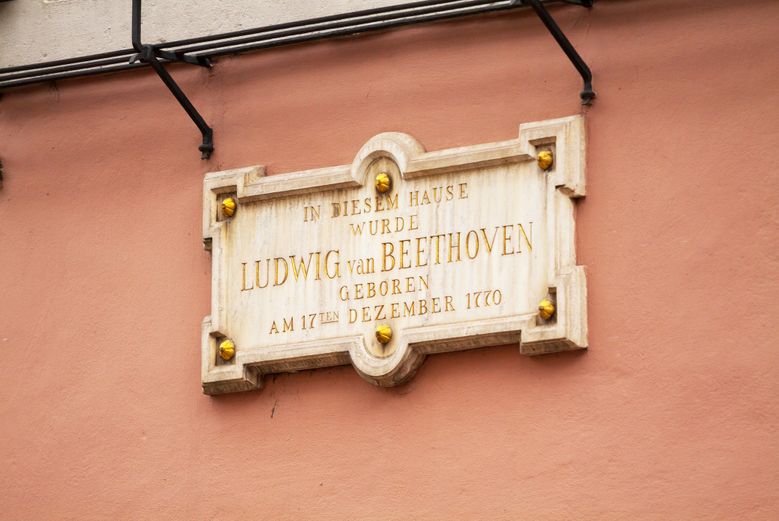 IN DIESEM HAUSE
WURDE
LUDWIG van BEETHOVEN
GEBOREN
AM 17TEN DEZEMBER 1770